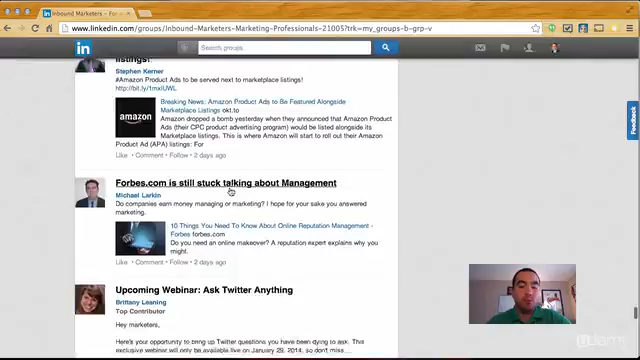 Inbound Marketers – For M
www.linkedin.com/groups/Inbound-Marketers-Marketing-Professionals-21005?trk=my_groups-b-grp-v
in
Search groups...
listings!
Stephen Kerner
#Amazon Product Ads to be served next to marketplace listings!
Breaking News: Amazon Product Ads to Be Featured Alongside
Marketplace Listings okt.to
amazon
Amazon dropped a bomb yesterday when they announced that Amazon Product
Ads (their CPC product advertising program) would be listed alongside its
Marketplace listings. This is where Amazon will start to roll out their Amazon
Product Ad (APA) listings: For
Like • Comment • Follow • 2 days ago
Feedback
Forbes.com is still stuck talking about Management
Michael Larkin
Do companies earn money managing or marketing? I hope for your sake you answered
marketing.
10 Things You Need To Know About Online Reputation Management -
Forbes forbes.com
Do you need an online makeover? A reputation expert explains why you
might.
Like • Comment • Follow • 2 days ago
Upcoming Webinar: Ask Twitter Anything
Brittany Leaning
Top Contributor
Hey marketers,
Here's your opportunity to bring up Twitter questions you have been dying to ask. This
exclusive webinar will only be available live on January 29, 2014, so don't miss...
Udemy